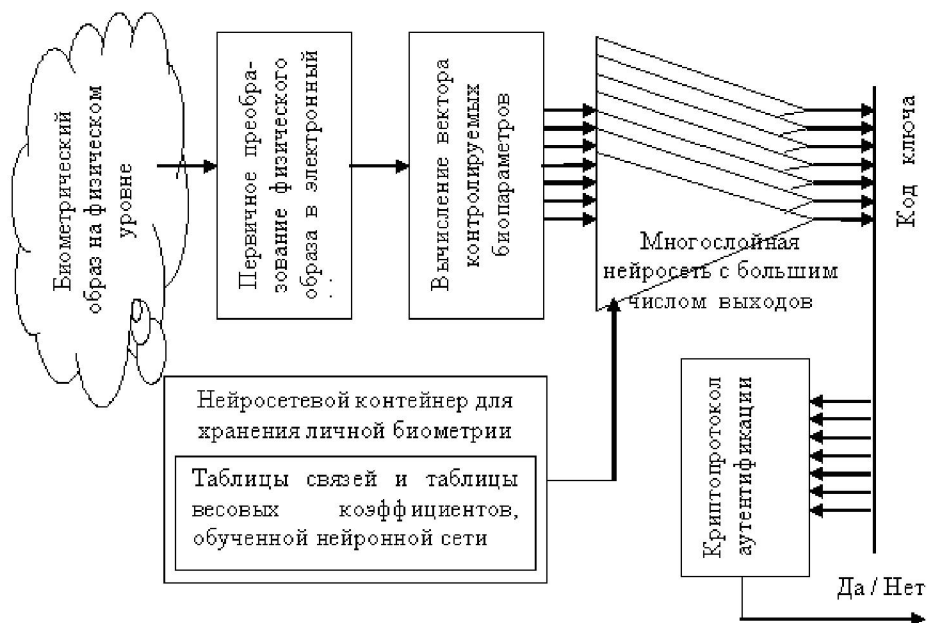 Биометрический
образ на физическом
уровне
Первичное преобра-
зование физического
образа в электронный
Вычисление вектора
контролируемых
биопараметров
Многослойная
нейросеть с большим
числом выходов
Код ключа
Нейросетевой контейнер для
хранения личной биометрии
Таблицы связей и таблицы
весовых коэффициентов,
обученной нейронной сети
Криптопротокол
аутентификации
Да / Нет